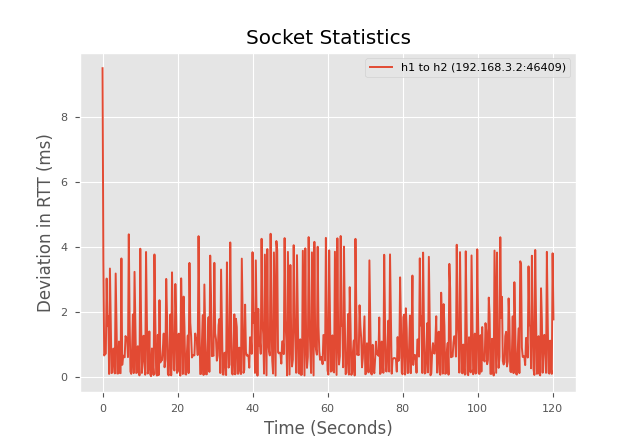 Socket Statistics
h1 to h2 (192.168.3.2:46409)
Deviation in RTT (ms)
8
6
4
2
0
0 20 40 60 80 100 120
Time (Seconds)